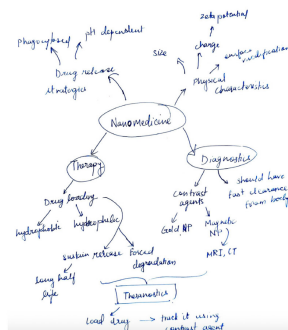 zeta potential
phagocytosed
pH dependent
size
charge
surface modification
Drug release
strategies
Physical
characteristics
Nanomedicine
Therapy
Diagnostics
Drug loading
contrast
agents
should have
fast clearance
from body
hydrophobic
hydrophilic
Gold NP
Magnetic
NP
sustain release
Forced
degradation
MRI, CT
long half
life
Theranostics
Load drug → track it using
contrast agent